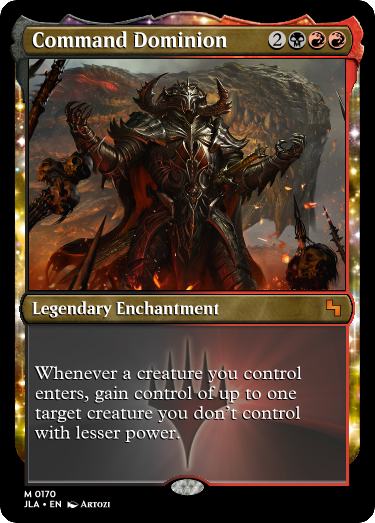 Command Dominion 2
Legendary Enchantment
Whenever a creature you control
enters, gain control of up to one
target creature you don't control
with lesser power.
M 0170
JLA • EN Artozi